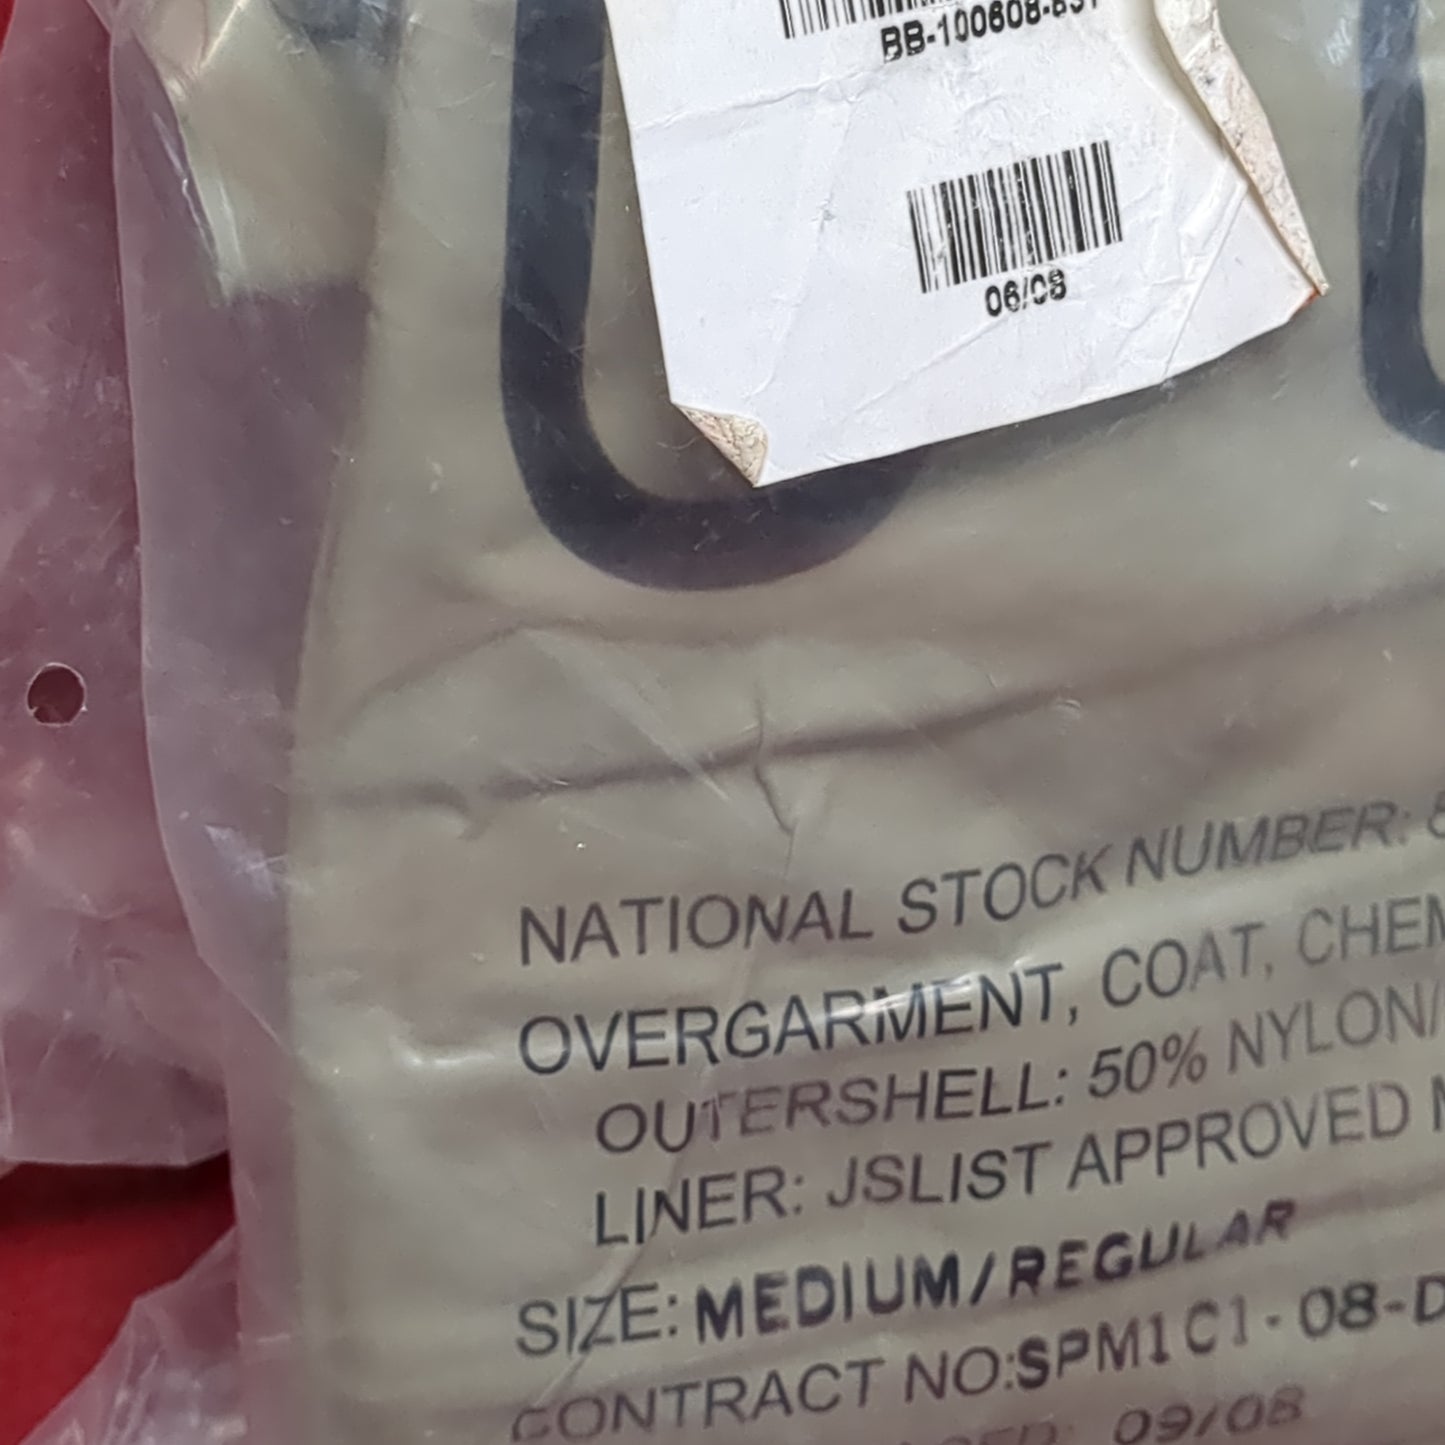 BB-100608-
06/08
NATIONAL STOCK NUMBER: 8
OVERGARMENT, COAT, CHEM
OUTERSHELL: 50% NYLON/
LINER: JSLIST APPROVED
SIZE: MEDIUM/REGULAR
CONTRACT NO:SPM1C1-08-D
09/08